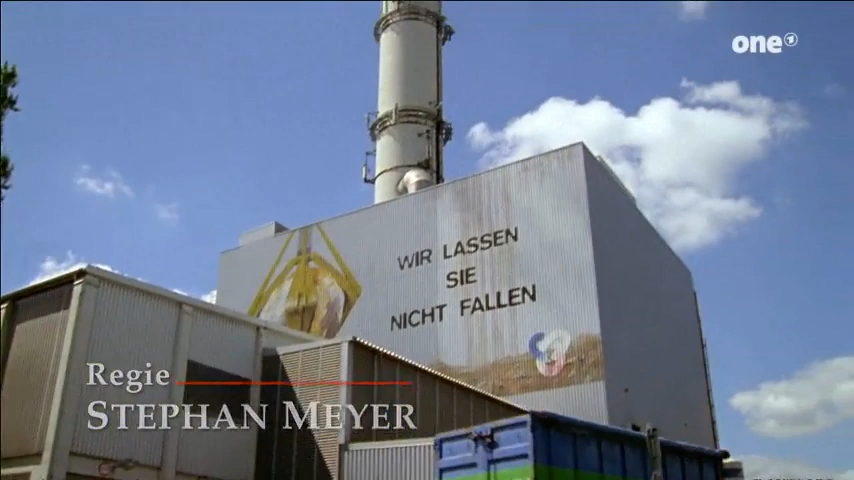 one
WIR LASSEN
SIE
NICHT FALLEN
Regie
STEPHAN MEYER